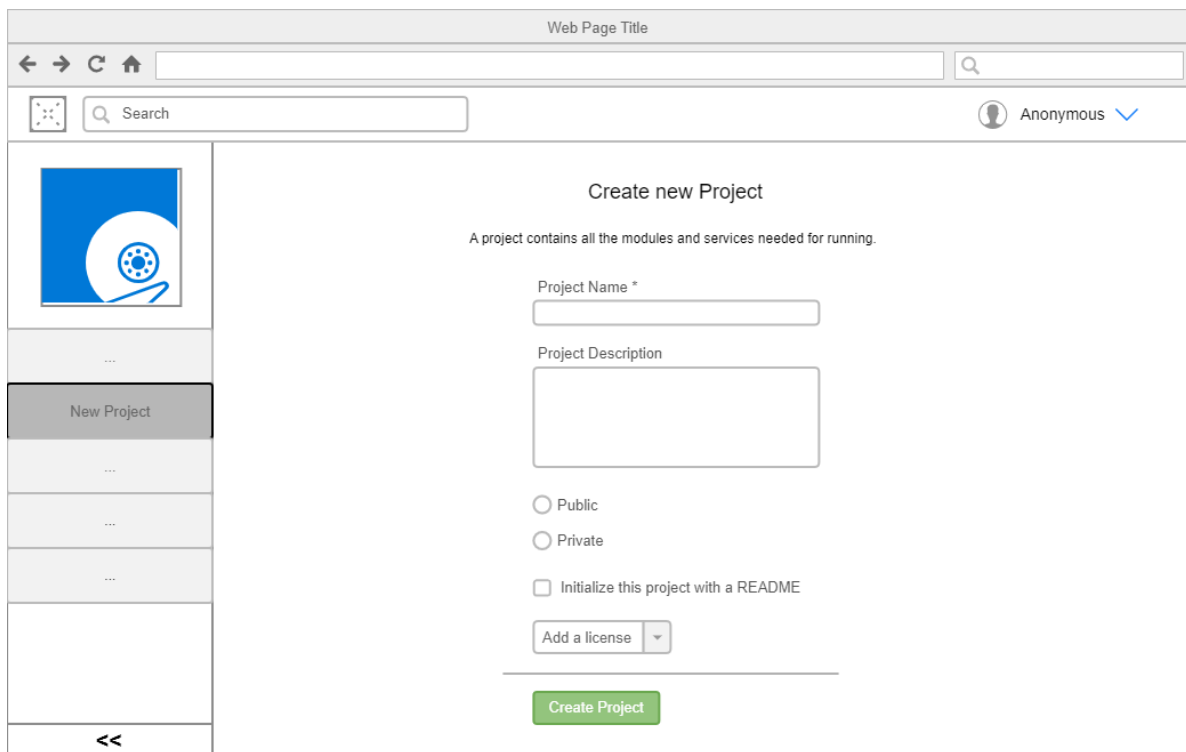 Web Page Title
Search
Anonymous
Create new Project
A project contains all the modules and services needed for running.
Project Name *
Project Description
...
New Project
...
...
...
Public
Private
Initialize this project with a README
Add a license
Create Project
<<